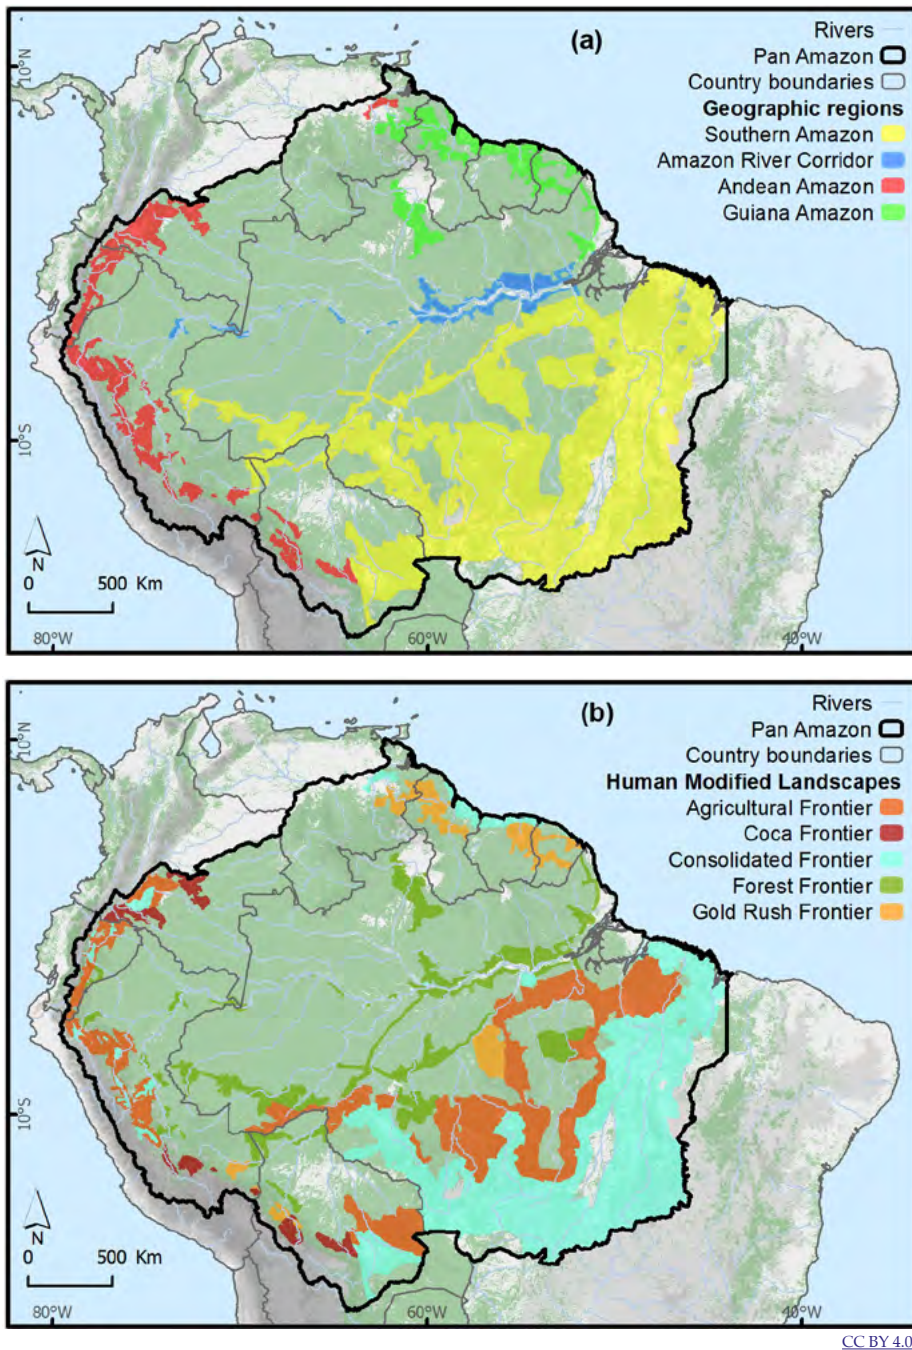 (a)
Rivers
Pan Amazon
Country boundaries
Geographic regions
Southern Amazon
Amazon River Corridor
Andean Amazon
Guiana Amazon
10°N
10°S
N
0 500 Km
80°W 60°W 40°W
(b)
Rivers
Pan Amazon
Country boundaries
Human Modified Landscapes
Agricultural Frontier
Coca Frontier
Consolidated Frontier
Forest Frontier
Gold Rush Frontier
10°N
10°S
N
0 500 Km
80°W 60°W 40°W
CC BY 4.0